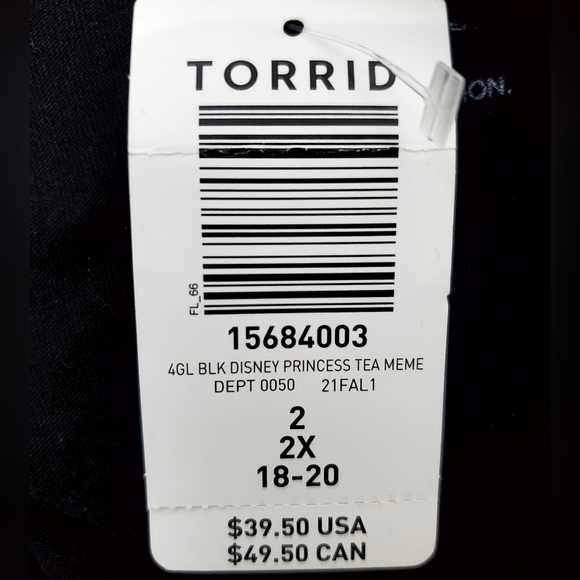 TORRID
ON.
FL_66
15684003
4GL BLK DISNEY PRINCESS TEA MEME
DEPT 0050 21FAL1
2
2X
18-20
$39.50 USA
$49.50 CAN